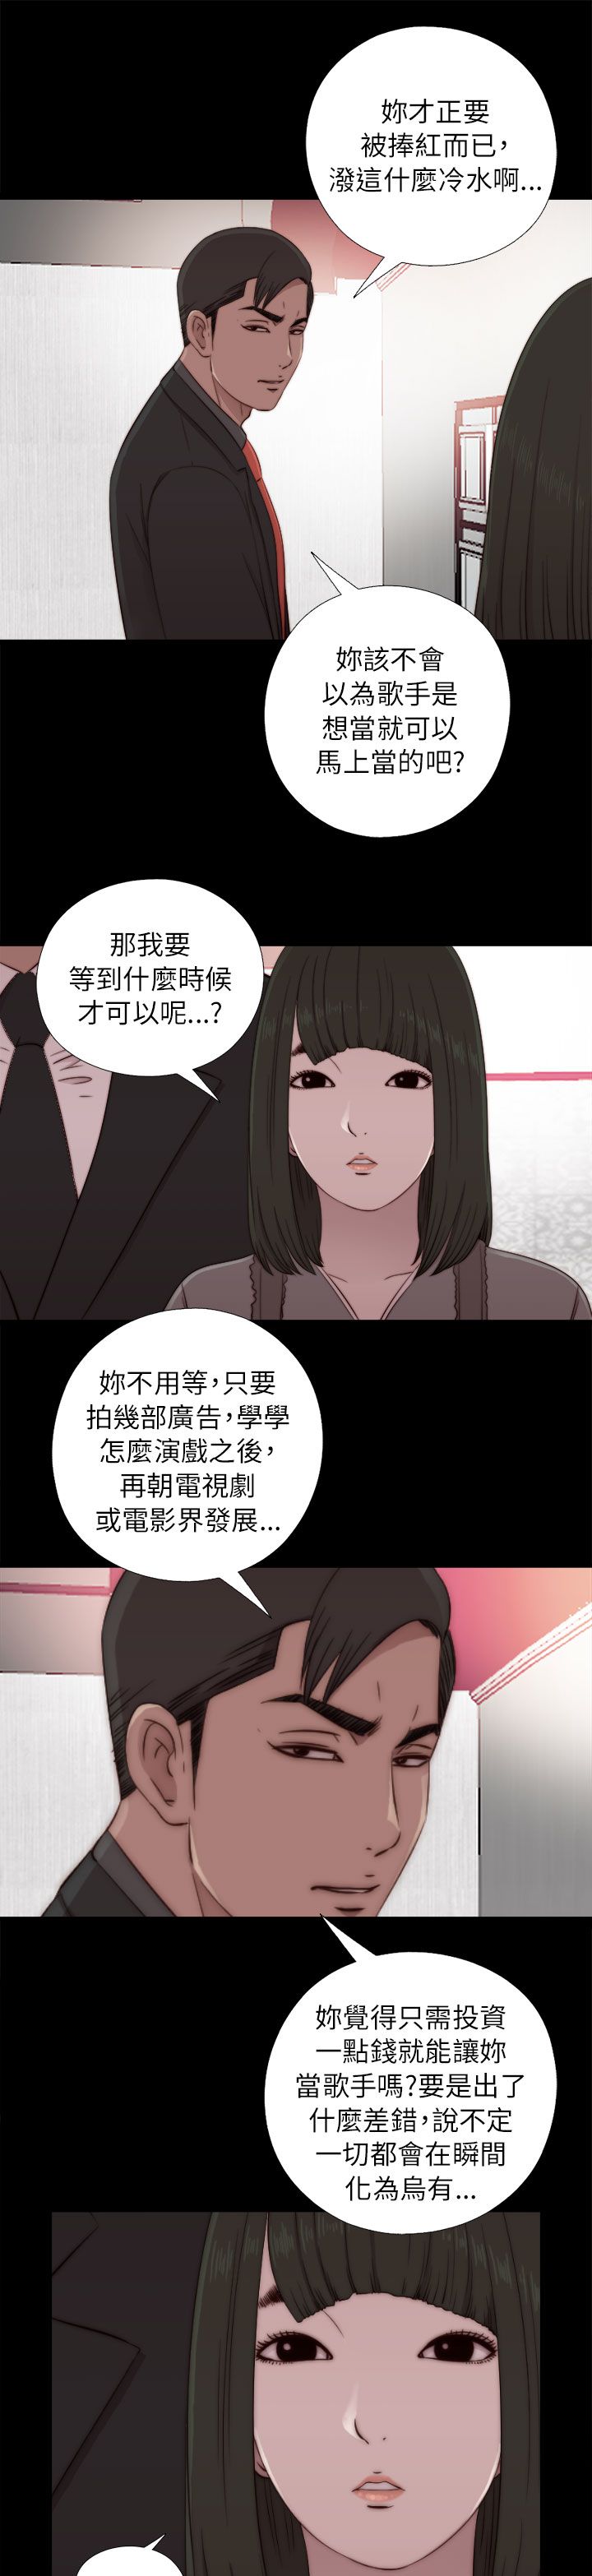 妳才正要
被捧紅而已，
潑這什麼冷水啊...
妳該不會
以為歌手是
想當就可以
馬上當的吧?
那我要
等到什麼時候
才可以呢...?
妳不用等，只要
拍幾部廣告，學學
怎麼演戲之後，
再朝電視劇
或電影界發展...
妳覺得只需投資
一點錢就能讓妳
當歌手嗎?要是出了
什麼差錯，說不定
一切都會在瞬間
化為烏有...